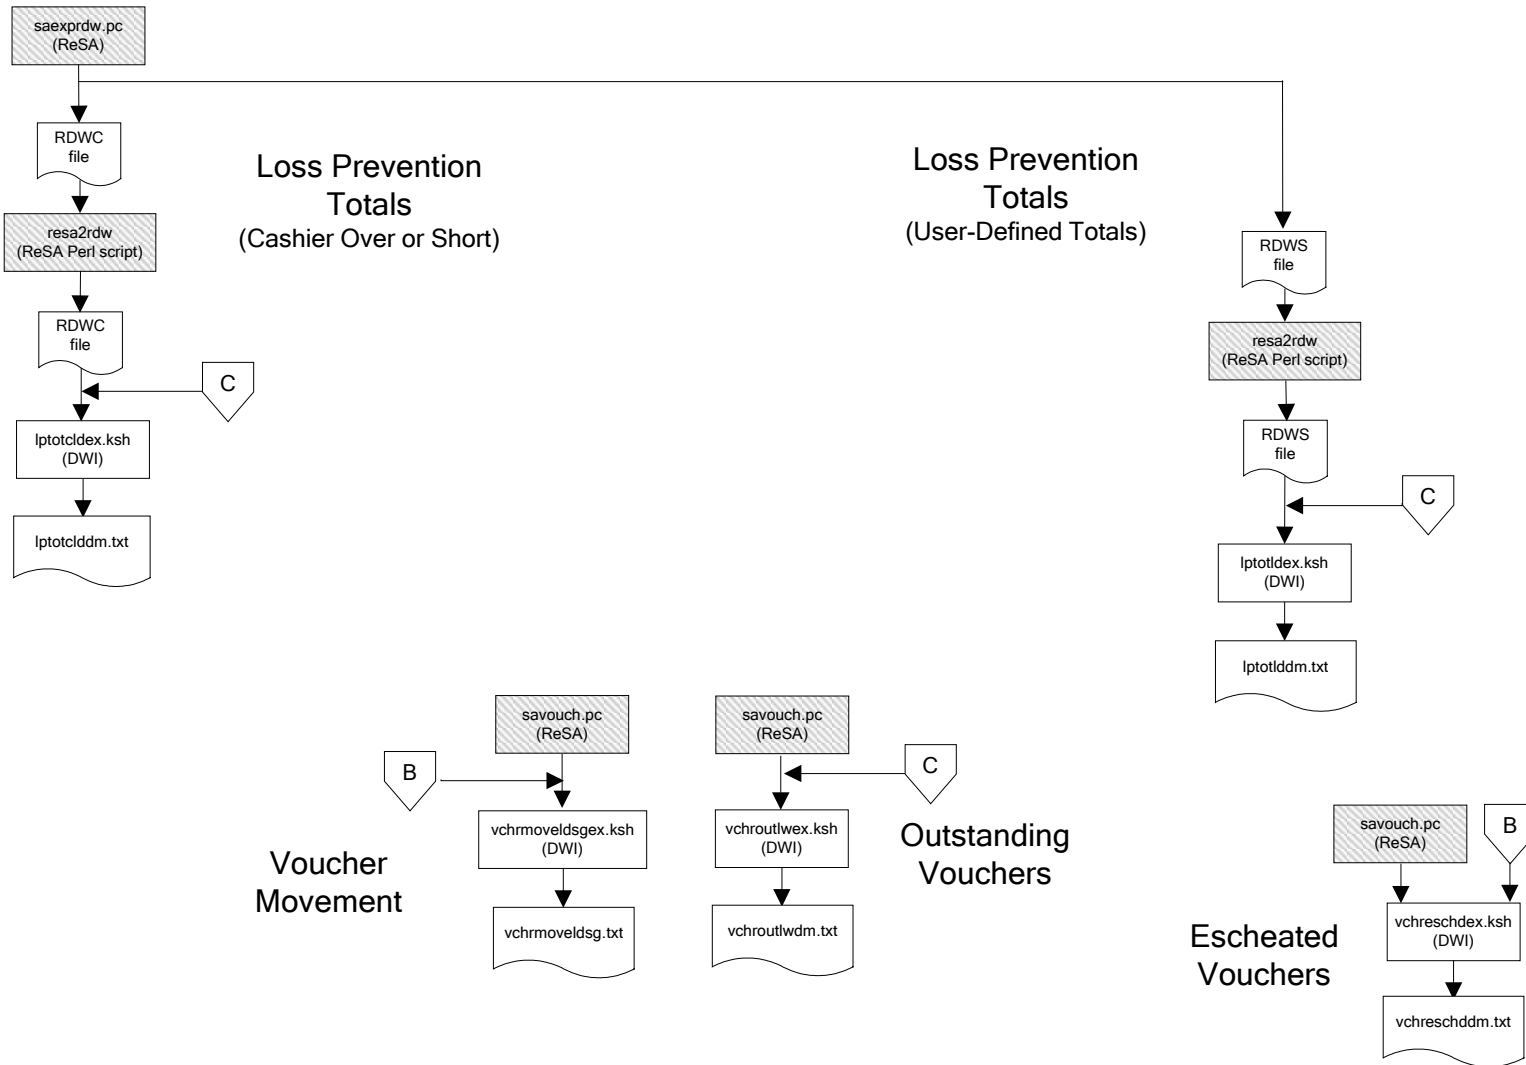 saexprdw.pc
(ReSA)
RDWC
file
Loss Prevention
Totals
(Cashier Over or Short)
Loss Prevention
Totals
(User-Defined Totals)
resa2rdw
(ReSA Perl script)
RDWS
file
RDWC
file
resa2rdw
(ReSA Perl script)
C
lptotcldex.ksh
(DWI)
RDWS
file
C
lptotclddm.txt
lptotldex.ksh
(DWI)
lptotlddm.txt
savouch.pc
(ReSA)
savouch.pc
(ReSA)
B
C
vchrmoveldsgex.ksh
(DWI)
vchroutlwex.ksh
(DWI)
Voucher
Movement
Outstanding
Vouchers
savouch.pc
(ReSA)
B
vchrmoveldsg.txt
vchroutlwdm.txt
vchreschdex.ksh
(DWI)
Escheated
Vouchers
vchreschddm.txt